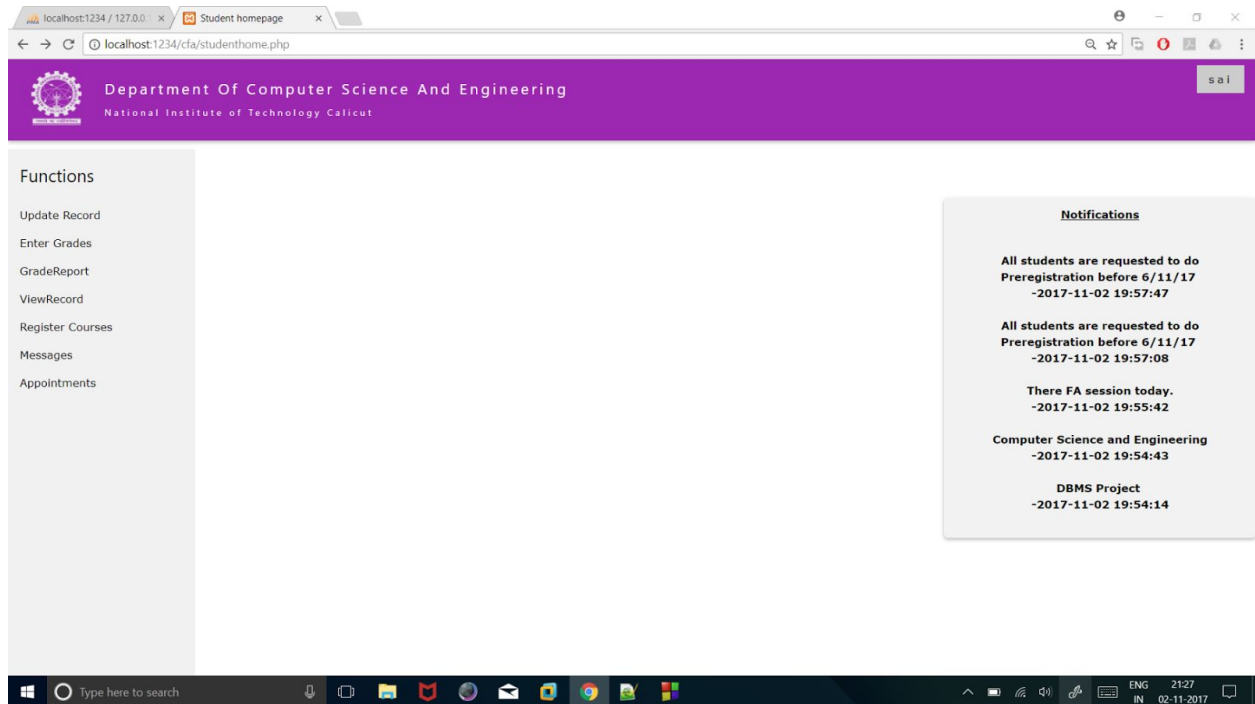 localhost:1234 / 127.0.0.1
Student homepage
localhost:1234/cfa/studenthome.php
Department Of Computer Science And Engineering
National Institute of Technology Calicut
sai
Functions
Update Record
Enter Grades
GradeReport
ViewRecord
Register Courses
Messages
Appointments
Notifications
All students are requested to do
Preregistration before 6/11/17
-2017-11-02 19:57:47
All students are requested to do
Preregistration before 6/11/17
-2017-11-02 19:57:08
There FA session today.
-2017-11-02 19:55:42
Computer Science and Engineering
-2017-11-02 19:54:43
DBMS Project
-2017-11-02 19:54:14
Type here to search
ENG
IN
21:27
02-11-2017